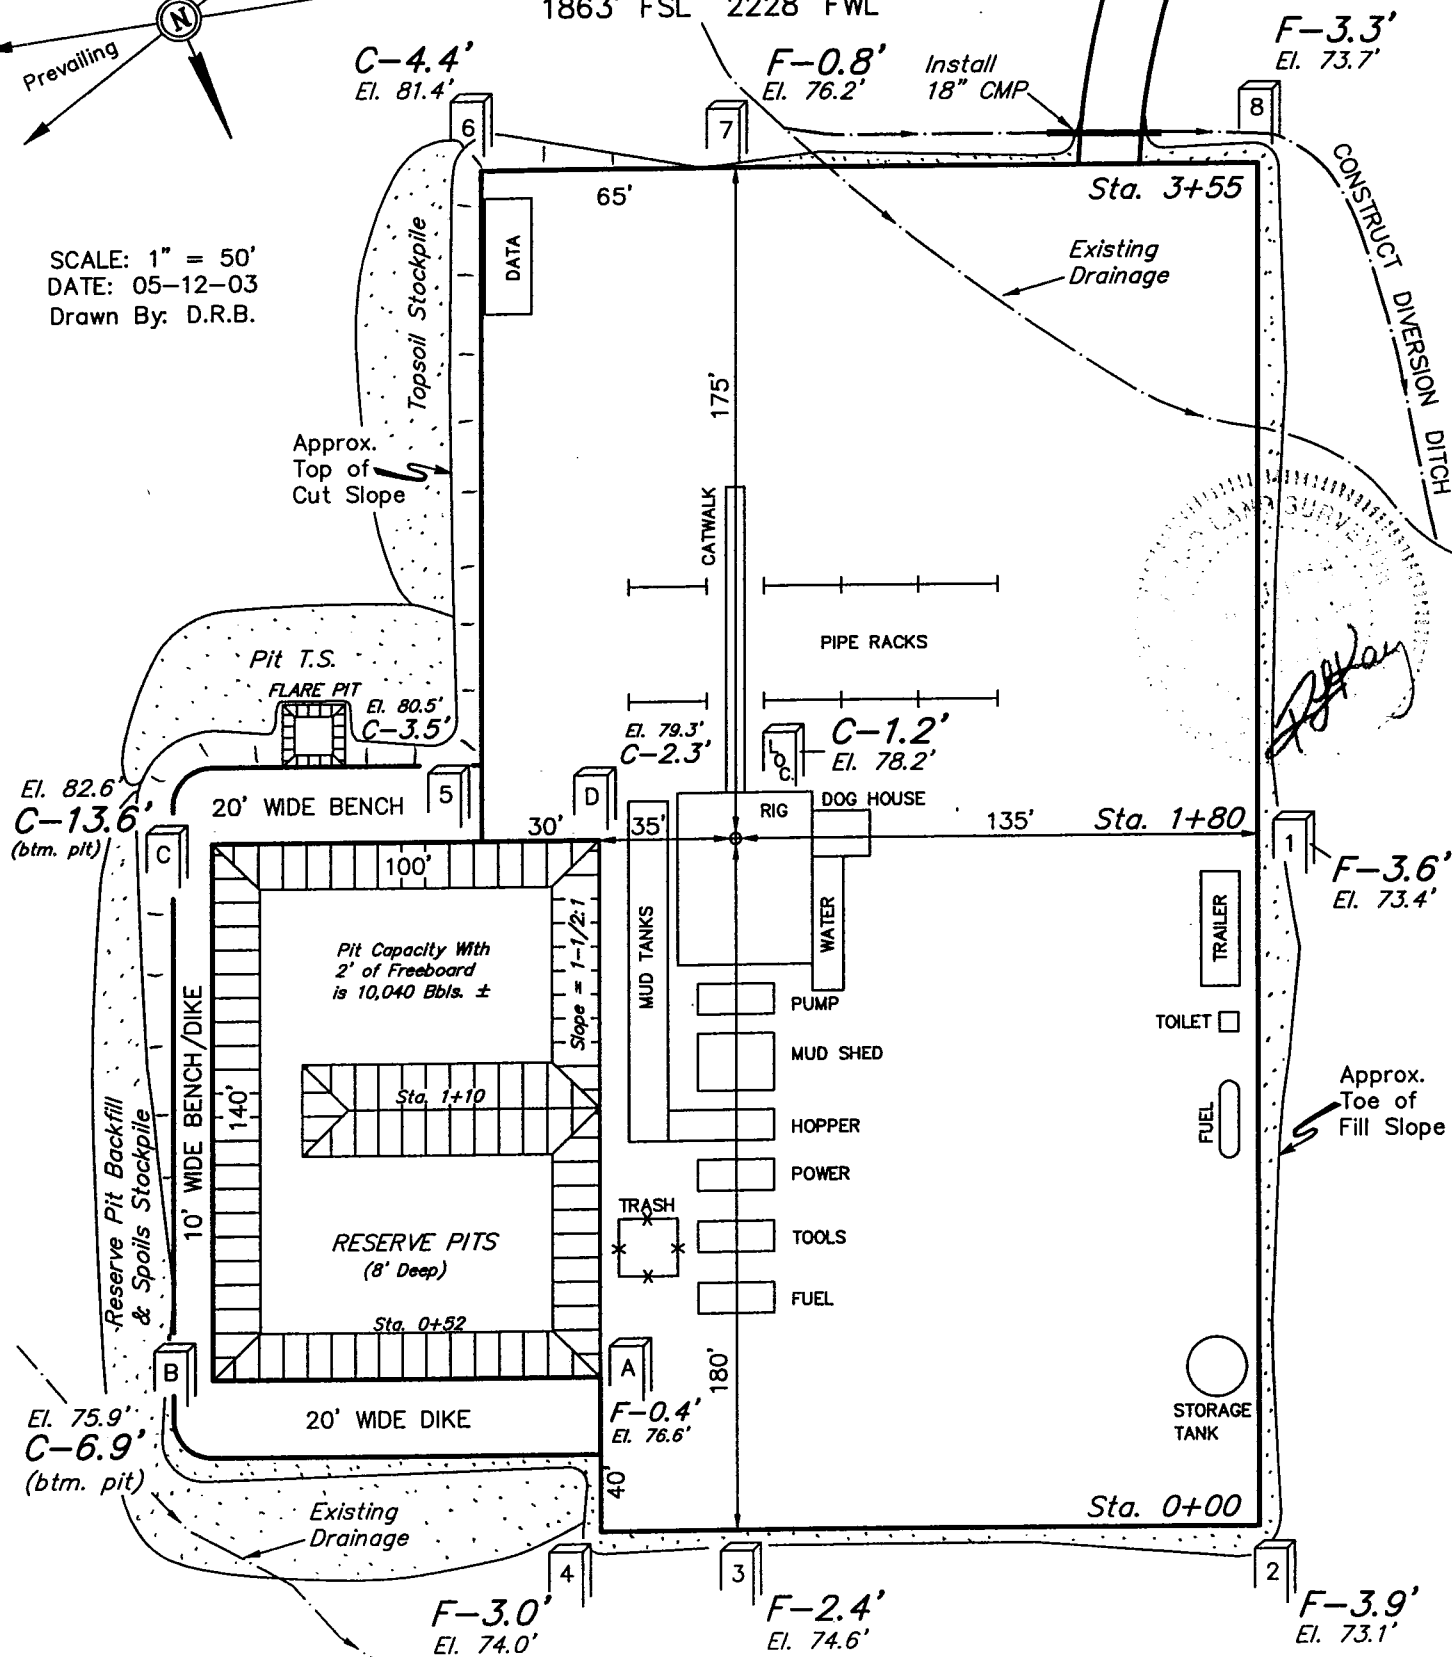 1863' FSL 2228' FWL
N
Prevailing
C-4.4'
El. 81.4'
F-0.8'
El. 76.2'
Install
18" CMP
F-3.3'
El. 73.7'
6
7
8
65'
Sta. 3+55
SCALE: 1" = 50'
DATE: 05-12-03
Drawn By: D.R.B.
Topsoil Stockpile
DATA
Existing
Drainage
CONSTRUCT DIVERSION DITCH
175'
Approx.
Top of
Cut Slope
CATWALK
LAND SURVEYOR
PIPE RACKS
Pit T.S.
FLARE PIT
El. 80.5'
C-3.5'
El. 79.3'
C-2.3'
LOC.
C-1.2'
El. 78.2'
El. 82.6'
C-13.6'
(btm. pit)
C
20' WIDE BENCH
5
D
RIG
DOG HOUSE
30'
35'
135'
Sta. 1+80
1
F-3.6'
El. 73.4'
100'
Pit Capacity With
2' of Freeboard
is 10,040 Bbls. ±
Slope = 1-1/2:1
MUD TANKS
WATER
TRAILER
PUMP
TOILET
MUD SHED
10' WIDE BENCH/DIKE
140'
Sta. 1+10
HOPPER
FUEL
Approx.
Toe of
Fill Slope
Reserve Pit Backfill
& Spoils Stockpile
POWER
TRASH
RESERVE PITS
(8' Deep)
TOOLS
FUEL
Sta. 0+52
B
A
180'
El. 75.9'
C-6.9'
(btm. pit)
20' WIDE DIKE
F-0.4'
El. 76.6'
STORAGE
TANK
40'
Existing
Drainage
Sta. 0+00
4
3
2
F-3.0'
El. 74.0'
F-2.4'
El. 74.6'
F-3.9'
El. 73.1'